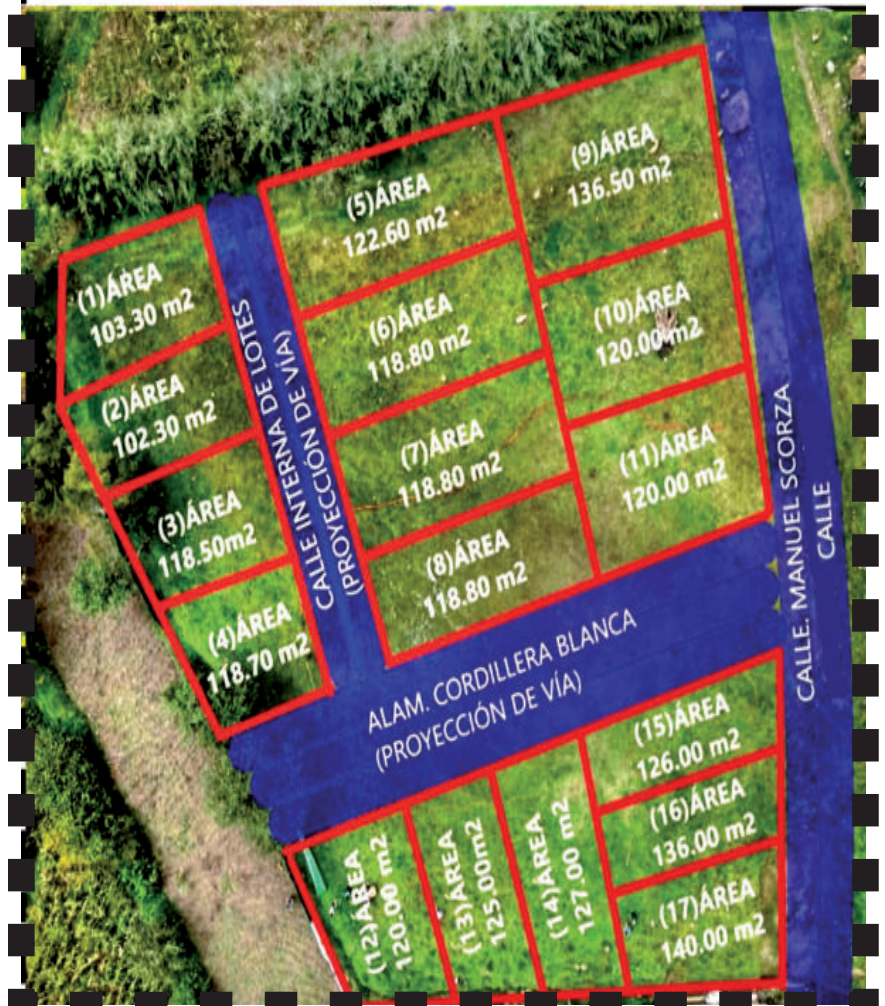 (1)ÁREA
103.30 m2
(2)ÁREA
102.30 m2
(3)ÁREA
118.50m2
(4)ÁREA
118.70 m2
CALLE INTERNA DE LOTES
(PROYECCIÓN DE VÍA)
(5)ÁREA
122.60 m2
(6)ÁREA
118.80 m2
(7)ÁREA
118.80 m2
(8)ÁREA
118.80 m2
(9)ÁREA
136.50 m2
(10)ÁREA
120.00 m2
(11)ÁREA
120.00 m2
CALLE. MANUEL SCORZA
CALLE
ALAM. CORDILLERA BLANCA
(PROYECCIÓN DE VÍA)
(12)ÁREA
120.00 m2
(13)ÁREA
125.00m2
(14)ÁREA
127.00 m2
(15)ÁREA
126.00 m2
(16)ÁREA
136.00 m2
(17)ÁREA
140.00 m2